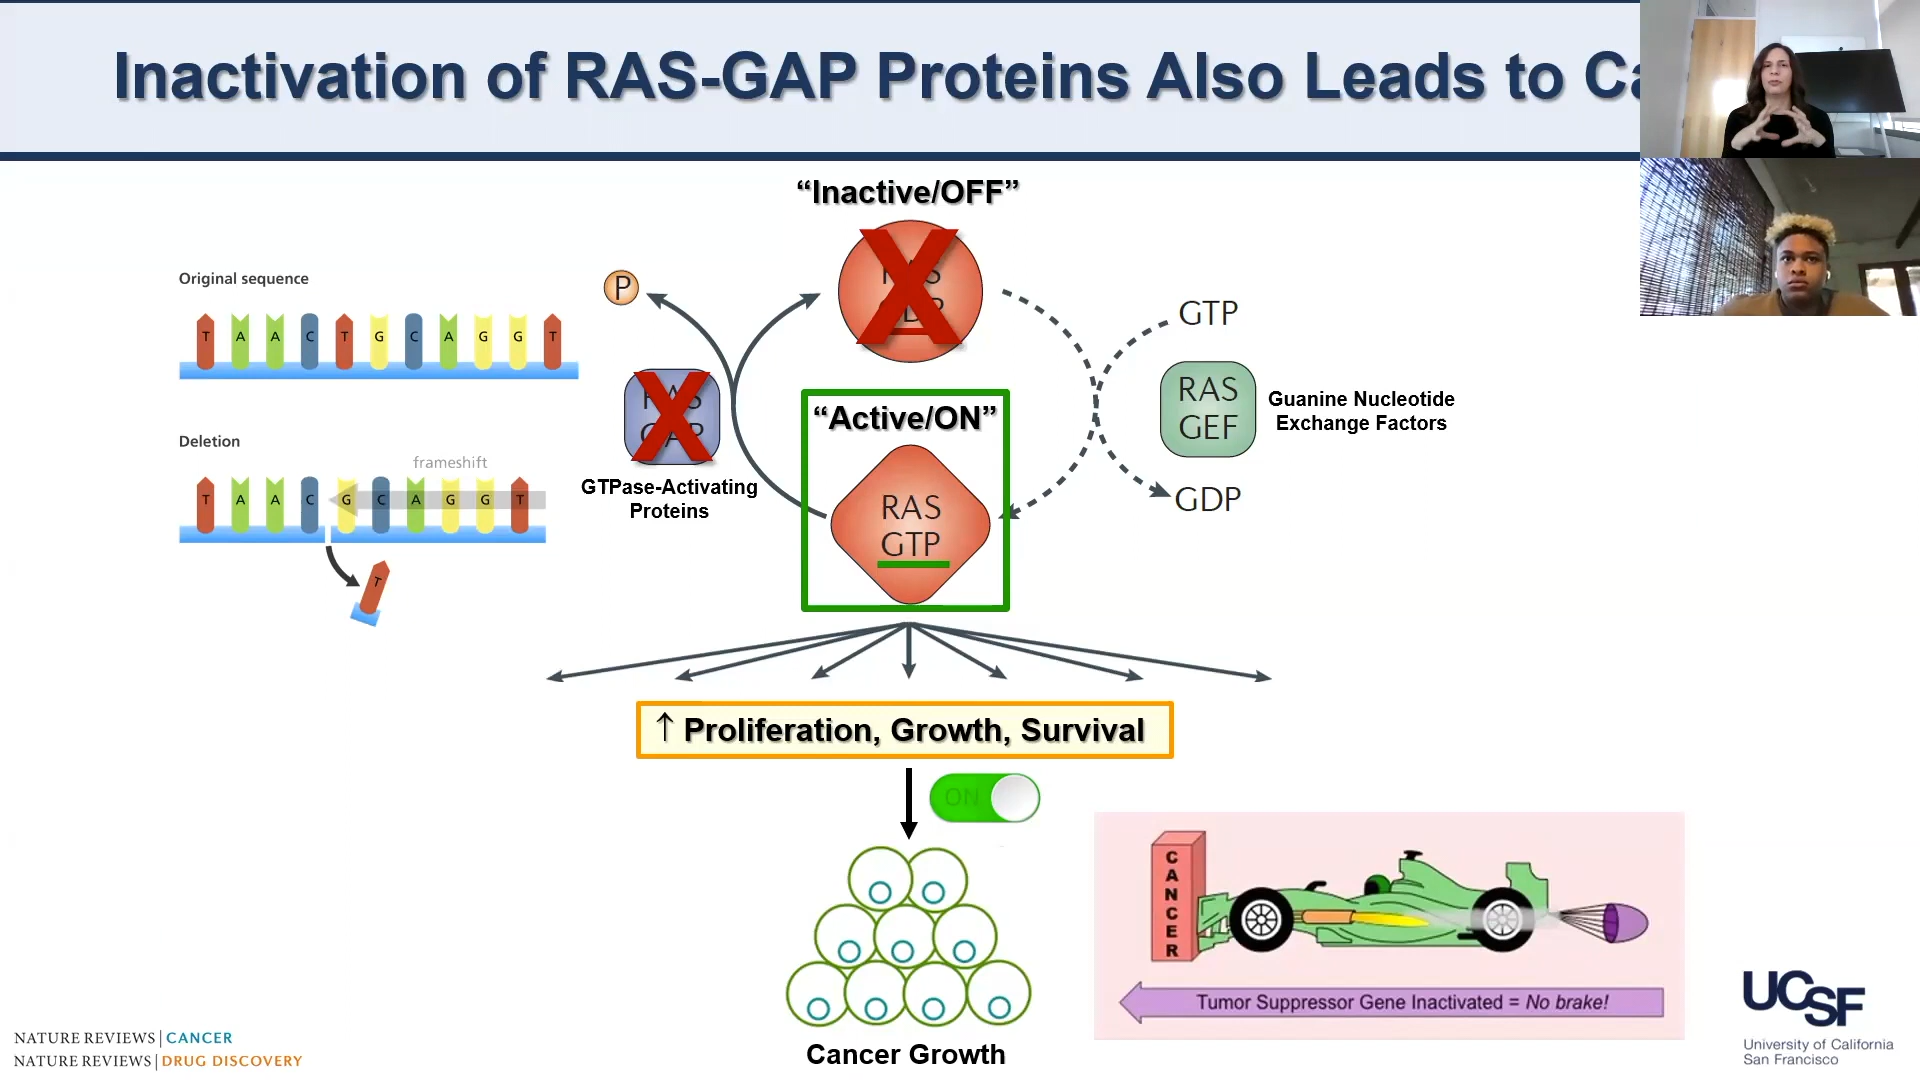 Inactivation of RAS-GAP Proteins Also Leads to
“Inactive/OFF”
Original sequence
T A A C T G C A G G T
Deletion
frameshift
T A A C G C A G G T
T
P
GTPase-Activating
Proteins
“Active/ON”
RAS
GTP
GTP
RAS
GEF
Guanine Nucleotide
Exchange Factors
GDP
↑ Proliferation, Growth, Survival
ON
Cancer Growth
CANCER
Tumor Suppressor Gene Inactivated = No brake!
NATURE REVIEWS | CANCER
NATURE REVIEWS | DRUG DISCOVERY
UCSF
University of California
San Francisco